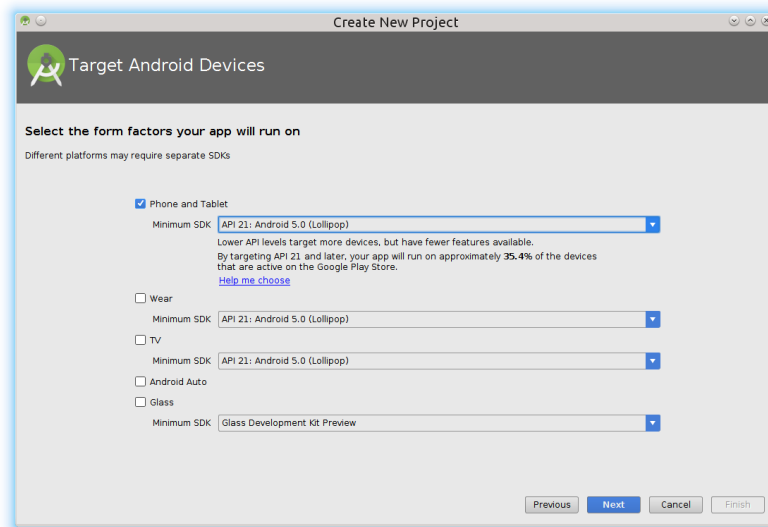 Create New Project
Target Android Devices
Select the form factors your app will run on
Different platforms may require separate SDKs
Phone and Tablet
Minimum SDK API 21: Android 5.0 (Lollipop)
Lower API levels target more devices, but have fewer features available.
By targeting API 21 and later, your app will run on approximately 35.4% of the devices
that are active on the Google Play Store.
Help me choose
Wear
Minimum SDK API 21: Android 5.0 (Lollipop)
TV
Minimum SDK API 21: Android 5.0 (Lollipop)
Android Auto
Glass
Minimum SDK Glass Development Kit Preview
Previous Next Cancel Finish